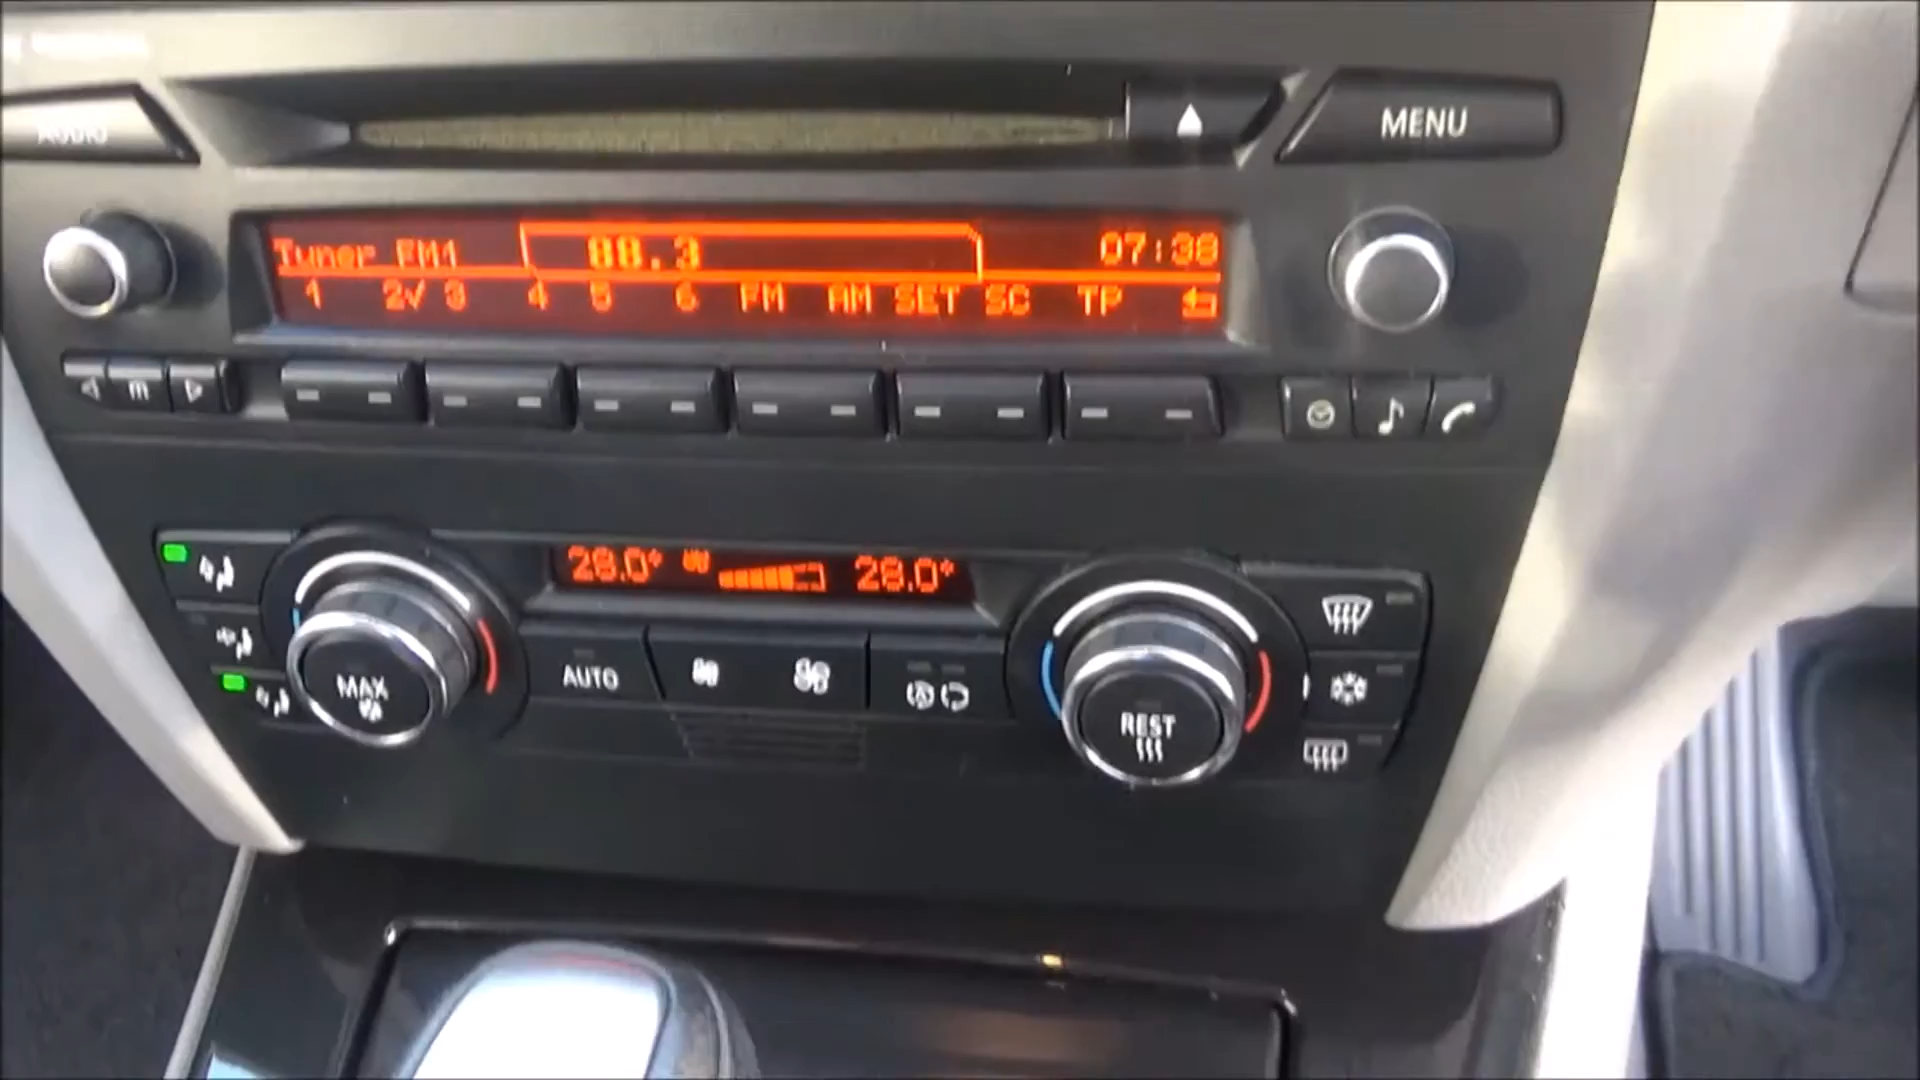 AUDIO
MENU
Tuner FM1 88.3 07:38
1 2√ 3 4 5 6 FM AM SET SC TP
m
28.0° 28.0°
MAX
AUTO
A
REST